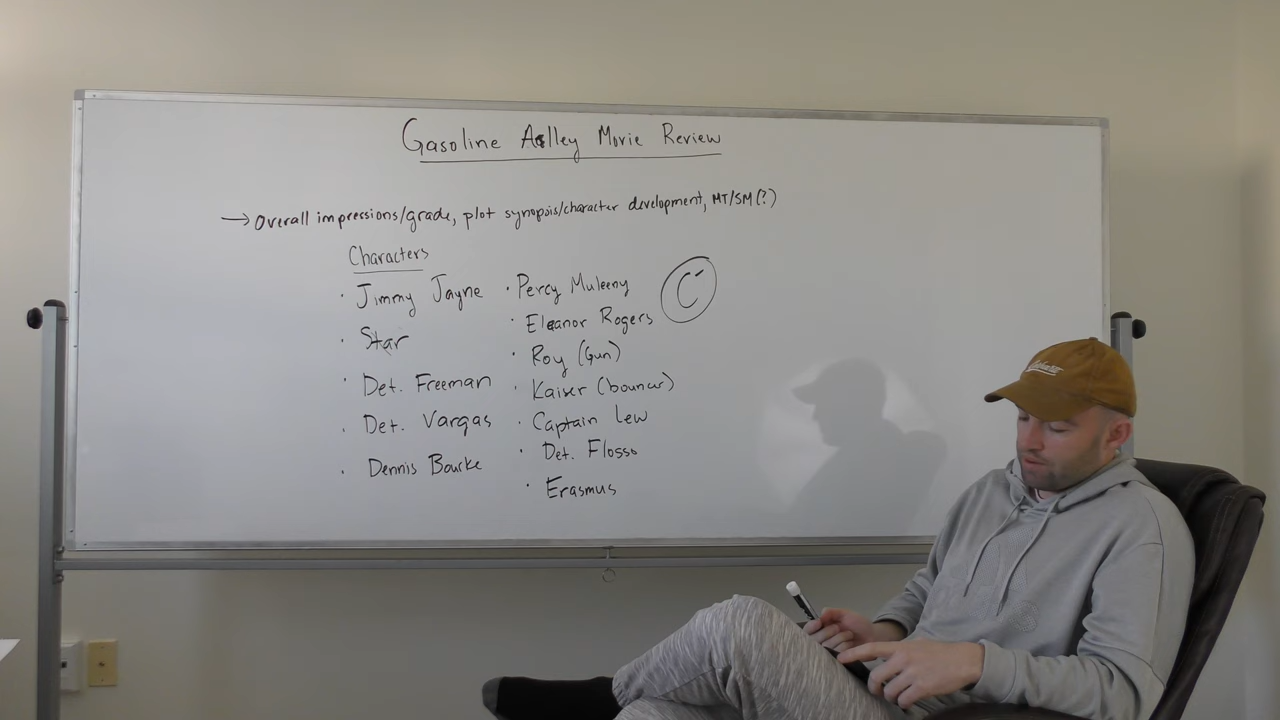 Gasoline Alley Movie Review
→ Overall impressions/grade, plot synopsis/character development, MT/SM(?)
Characters
· Jimmy Jayne
· Star
· Det. Freeman
· Det. Vargas
· Dennis Bourke
· Percy Muleeny
· Eleanor Rogers
· Roy (Gun)
· Kaiser (bouncer)
· Captain Lew
· Det. Flosso
· Erasmus
C-